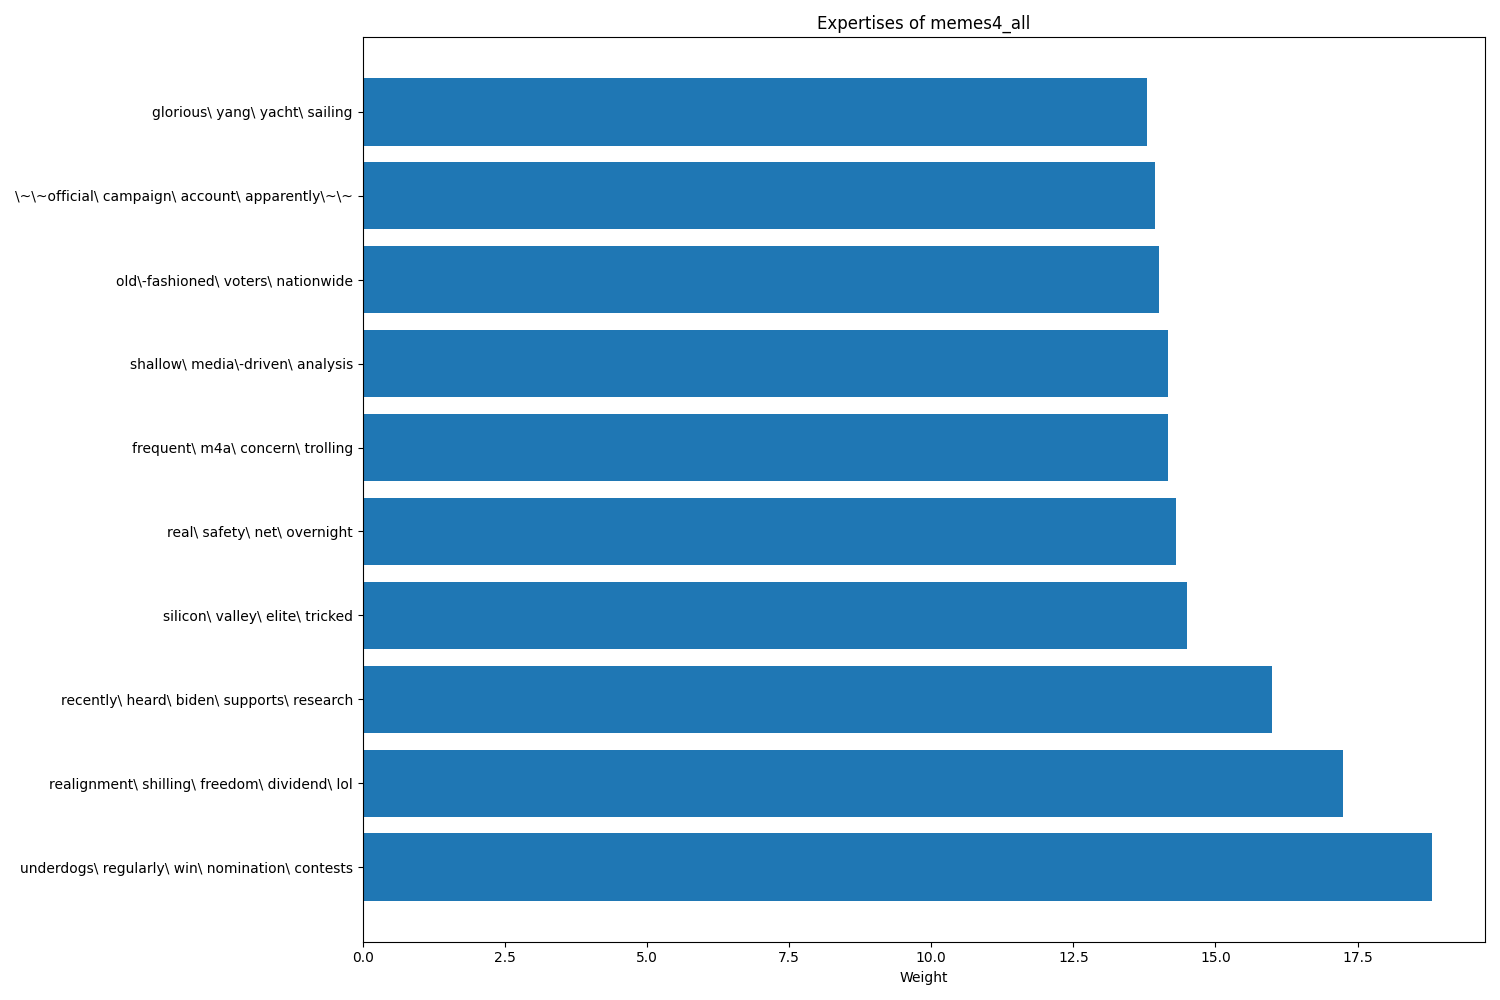 Expertises of memes4_all
glorious\ yang\ yacht\ sailing
\~\~official\ campaign\ account\ apparently\~\~
old\-fashioned\ voters\ nationwide
shallow\ media\-driven\ analysis
frequent\ m4a\ concern\ trolling
real\ safety\ net\ overnight
silicon\ valley\ elite\ tricked
recently\ heard\ biden\ supports\ research
realignment\ shilling\ freedom\ dividend\ lol
underdogs\ regularly\ win\ nomination\ contests
0.0 2.5 5.0 7.5 10.0 12.5 15.0 17.5
Weight